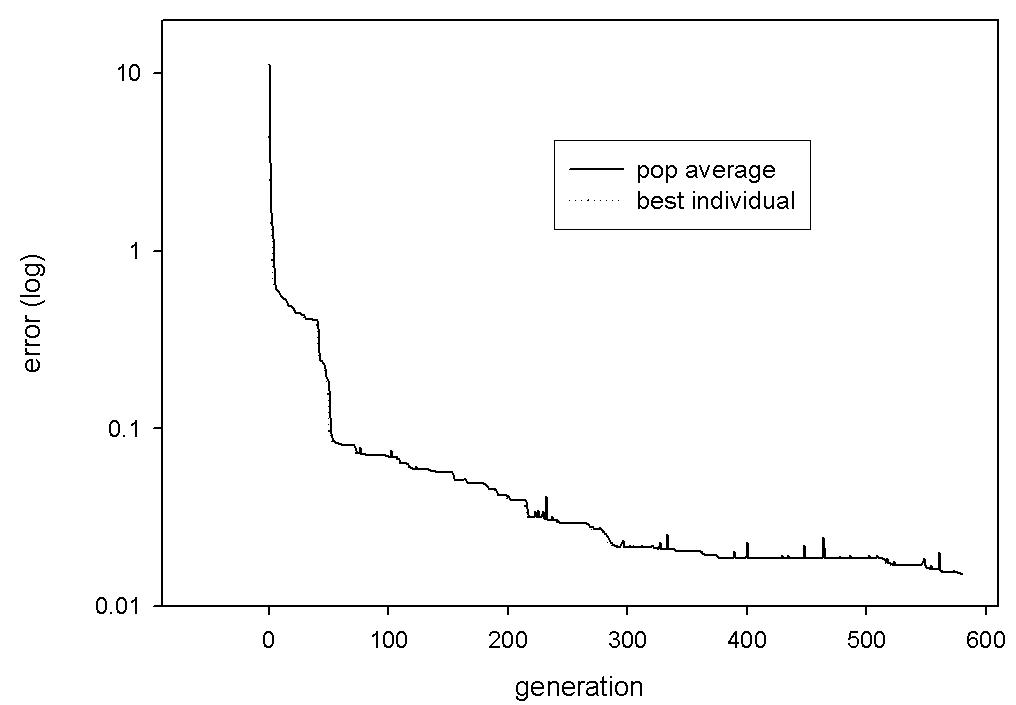 10
1
0.1
0.01
error (log)
pop average
best individual
0 100 200 300 400 500 600
generation